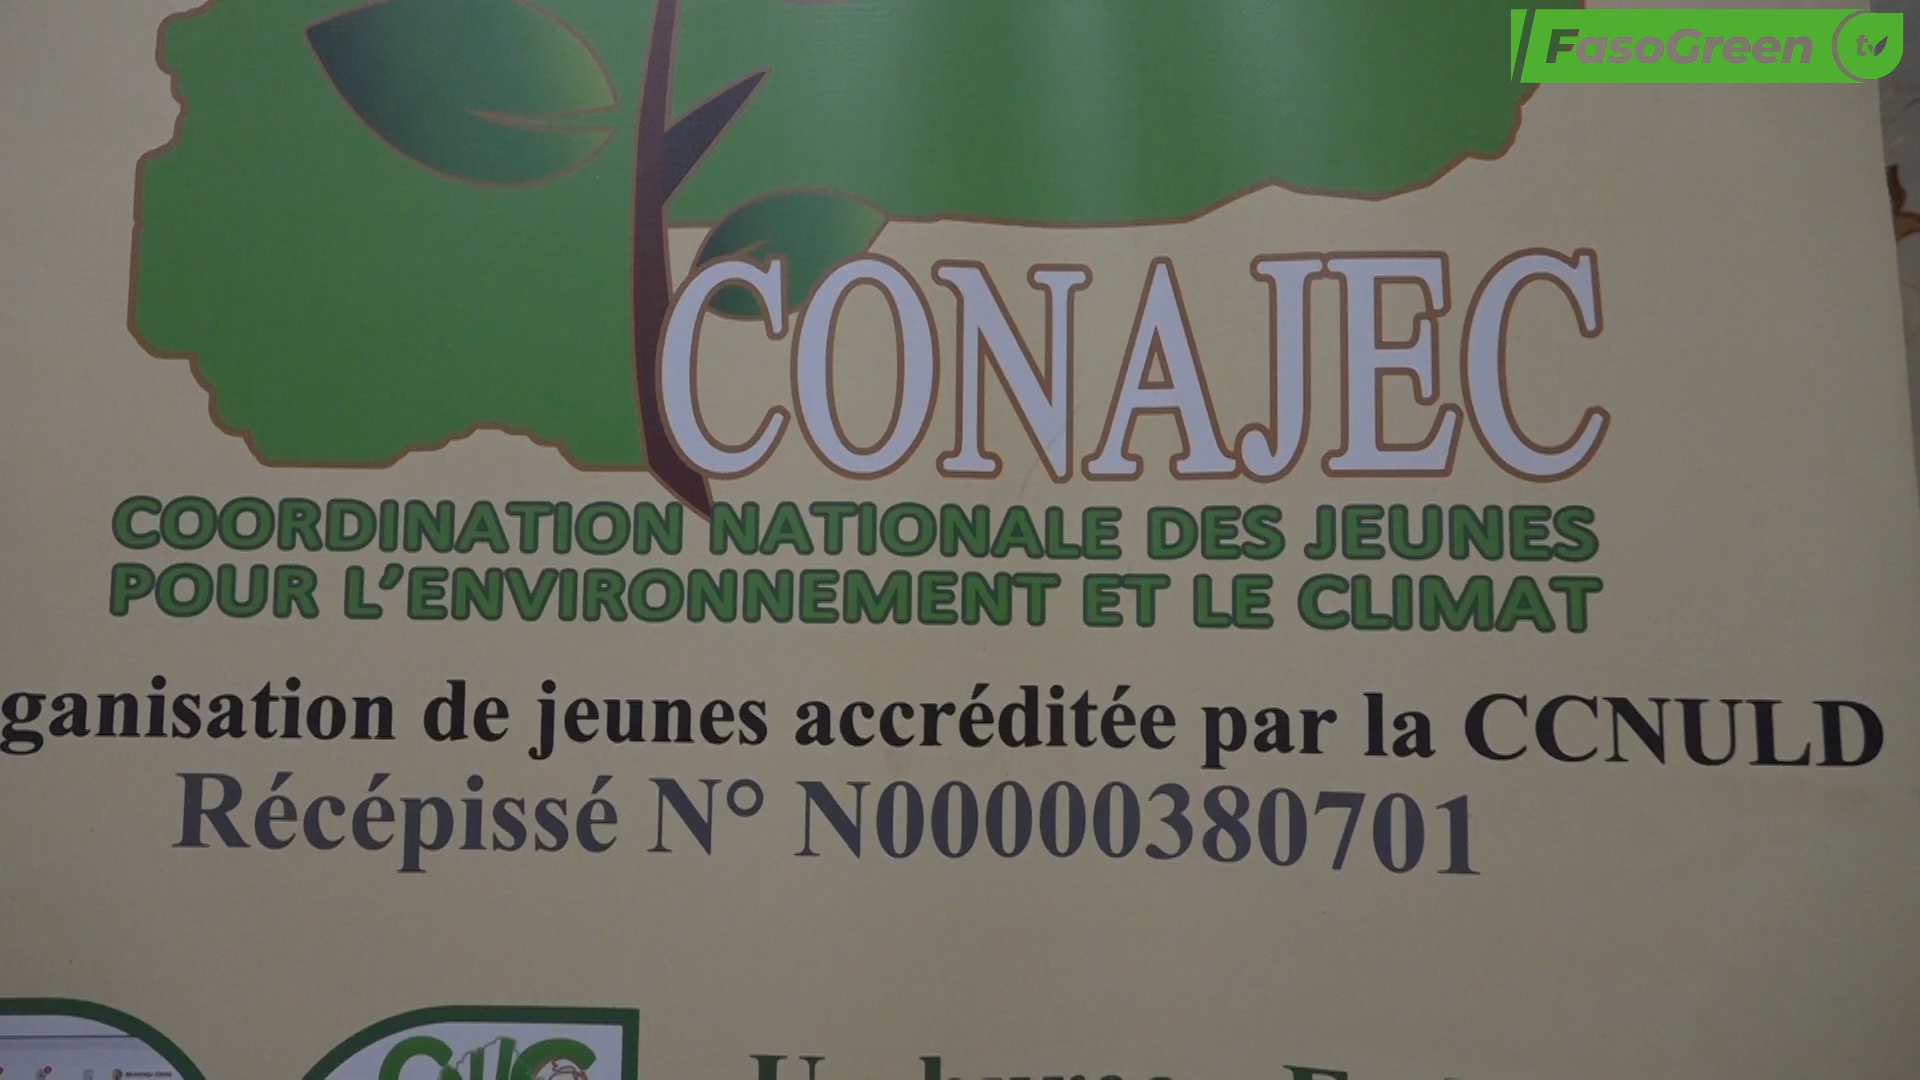 FasoGreen tv
CONAJEC
COORDINATION NATIONALE DES JEUNES
POUR L'ENVIRONNEMENT ET LE CLIMAT
ganisation de jeunes accréditée par la CCNULD
Récépissé N° N00000380701